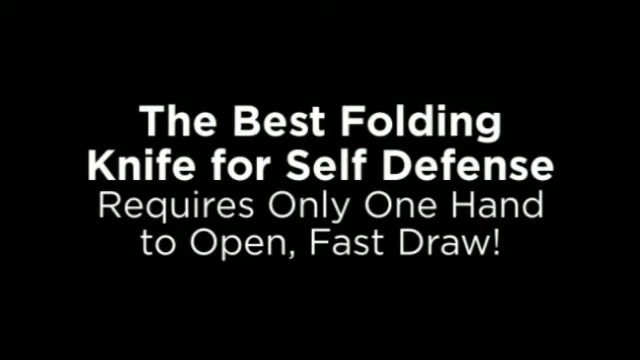 The Best Folding
Knife for Self Defense
Requires Only One Hand
to Open, Fast Draw!